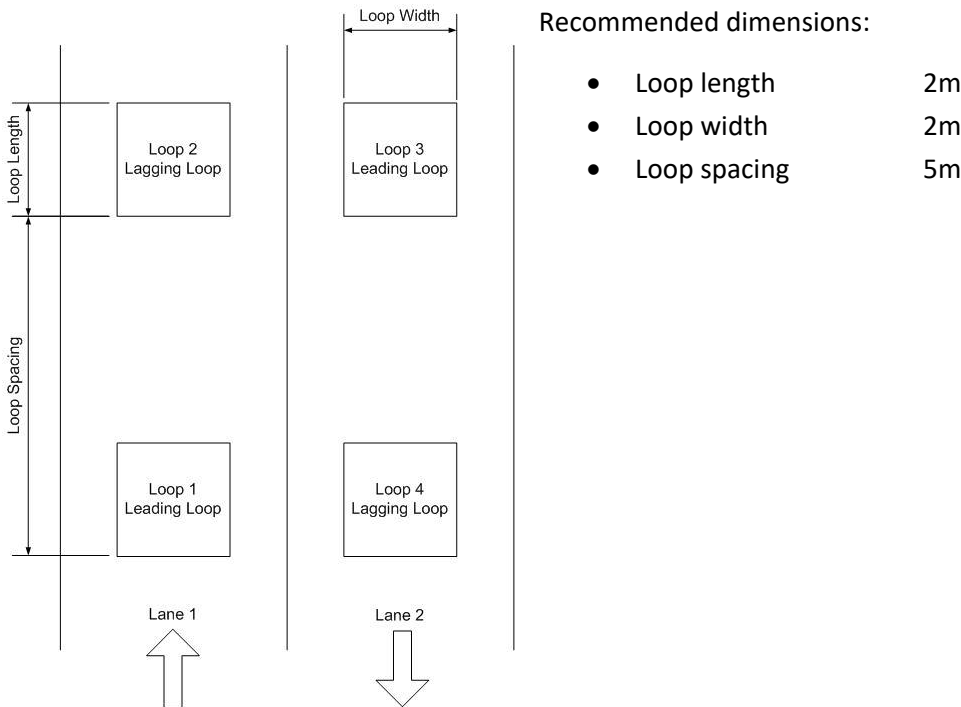 Loop Width
Recommended dimensions:
• Loop length 2m
• Loop width 2m
• Loop spacing 5m
Loop Length
Loop 2
Lagging Loop
Loop 3
Leading Loop
Loop Spacing
Loop 1
Leading Loop
Loop 4
Lagging Loop
Lane 1
Lane 2